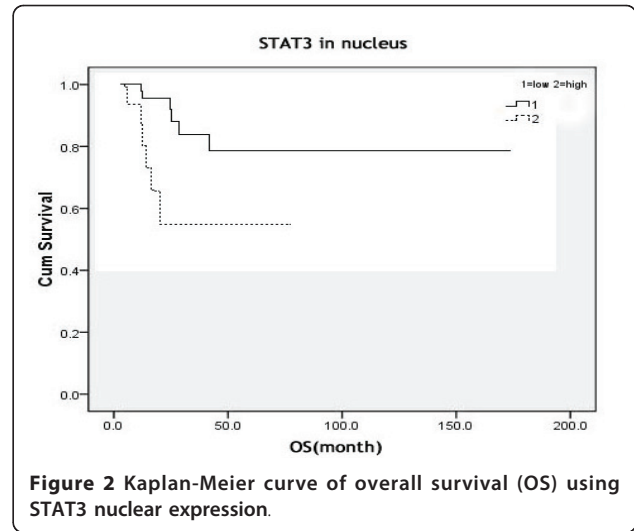 STAT3 in nucleus
1=low 2=high
1
2
Cum Survival
1.0
0.8
0.6
0.4
0.2
0.0
0.0 50.0 100.0 150.0 200.0
OS(month)
Figure 2 Kaplan-Meier curve of overall survival (OS) using
STAT3 nuclear expression.